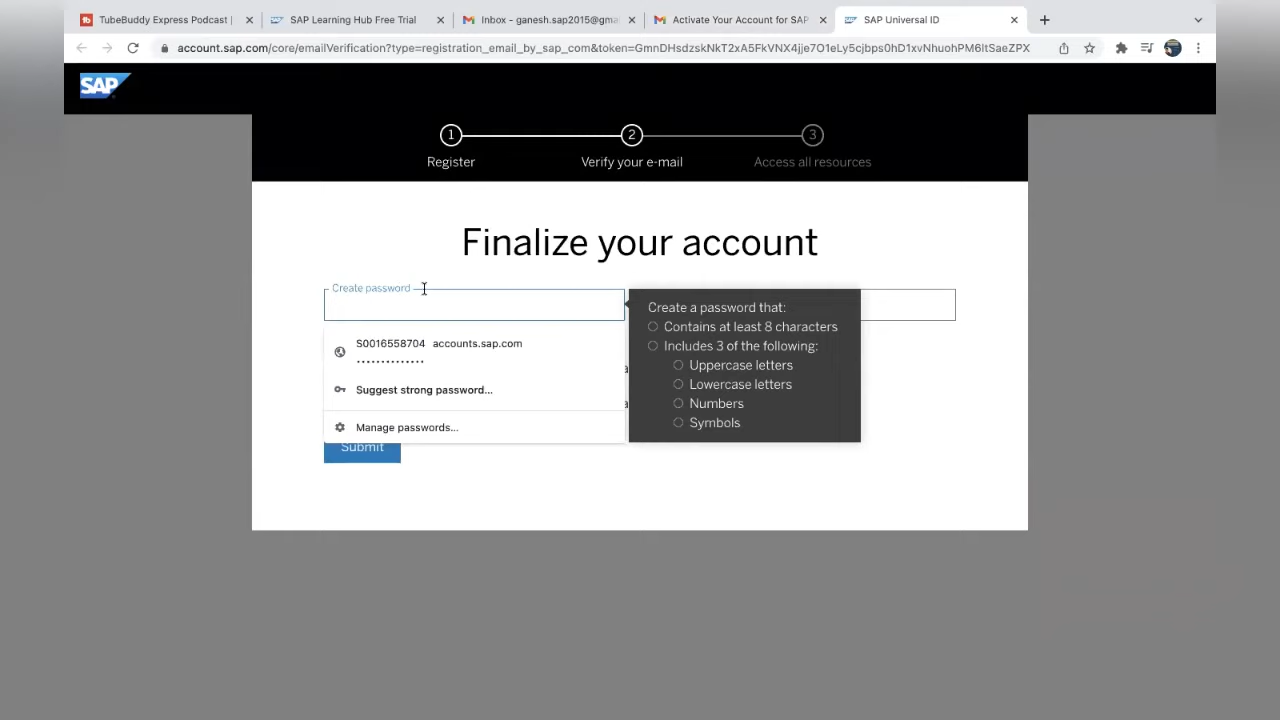 TubeBuddy Express Podcast |
SAP Learning Hub Free Trial
Inbox - ganesh.sap2015@gma
Activate Your Account for SAP
SAP Universal ID
account.sap.com/core/emailVerification?type=registration_email_by_sap_com&token=GmnDHsdzskNkT2xA5FkVNX4jje7O1eLy5cjbps0hD1xvNhuohPM6ltSaeZPX
SAP
1
2
3
Register
Verify your e-mail
Access all resources
Finalize your account
Create password
Create a password that:
Contains at least 8 characters
Includes 3 of the following:
Uppercase letters
Lowercase letters
Numbers
Symbols
S0016558704 accounts.sap.com
••••••••••••••
Suggest strong password...
Manage passwords...
Submit